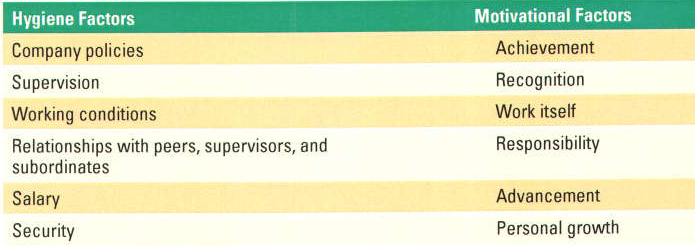 Hygiene Factors Motivational Factors
Company policies Achievement
Supervision Recognition
Working conditions Work itself
Relationships with peers, supervisors, and Responsibility
subordinates
Salary Advancement
Security Personal growth